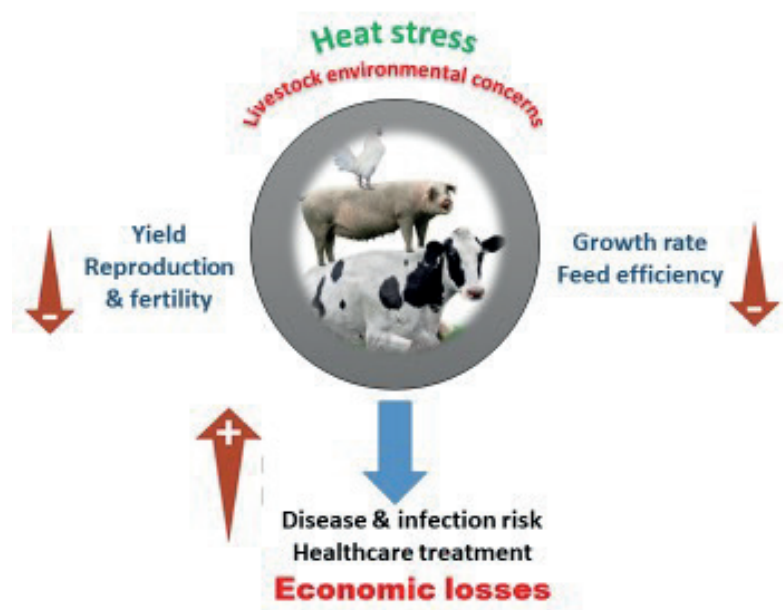 Heat stress
Livestock environmental concerns
Yield
Reproduction
& fertility
Growth rate
Feed efficiency
-
-
+
Disease & infection risk
Healthcare treatment
Economic losses